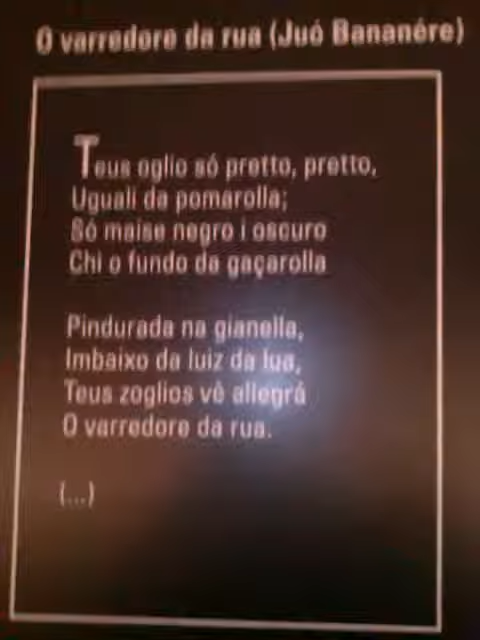 O varredore da rua (Juó Bananére)
Teus oglio só pretto, pretto,
Uguali da pomarolla;
Só maise negro i oscuro
Chi o fundo da gaçarolla
Pindurada na gianella,
Imbaixo da luiz da lua,
Teus zoglios vê allegrá
O varredore da rua.
(...)